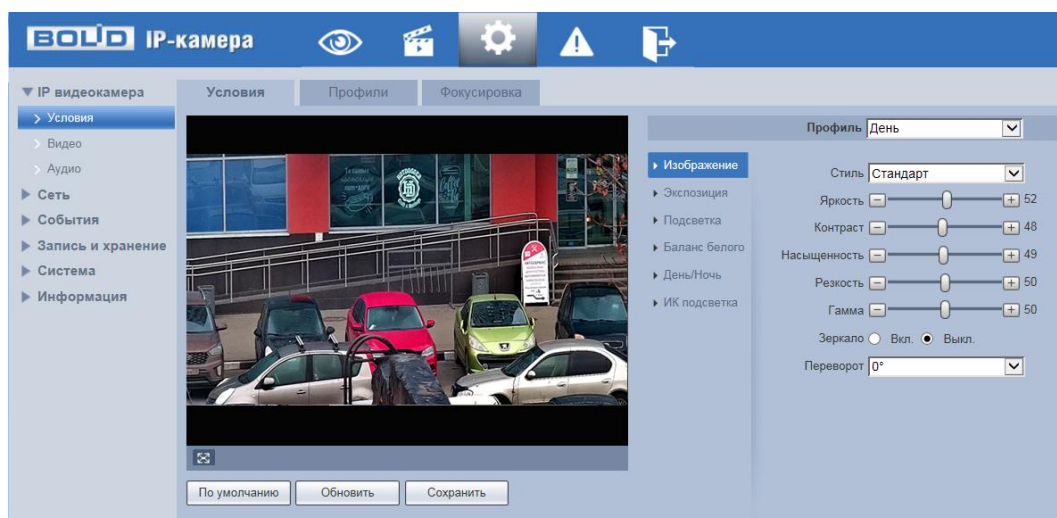 BOLID IP-камера
IP видеокамера
Условия
Видео
Аудио
Сеть
События
Запись и хранение
Система
Информация
Условия
Профили
Фокусировка
По умолчанию
Обновить
Сохранить
Изображение
Экспозиция
Подсветка
Баланс белого
День/Ночь
ИК подсветка
Профиль День
Стиль Стандарт
Яркость 52
Контраст 48
Насыщенность 49
Резкость 50
Гамма 50
Зеркало Вкл. Выкл.
Переворот 0°